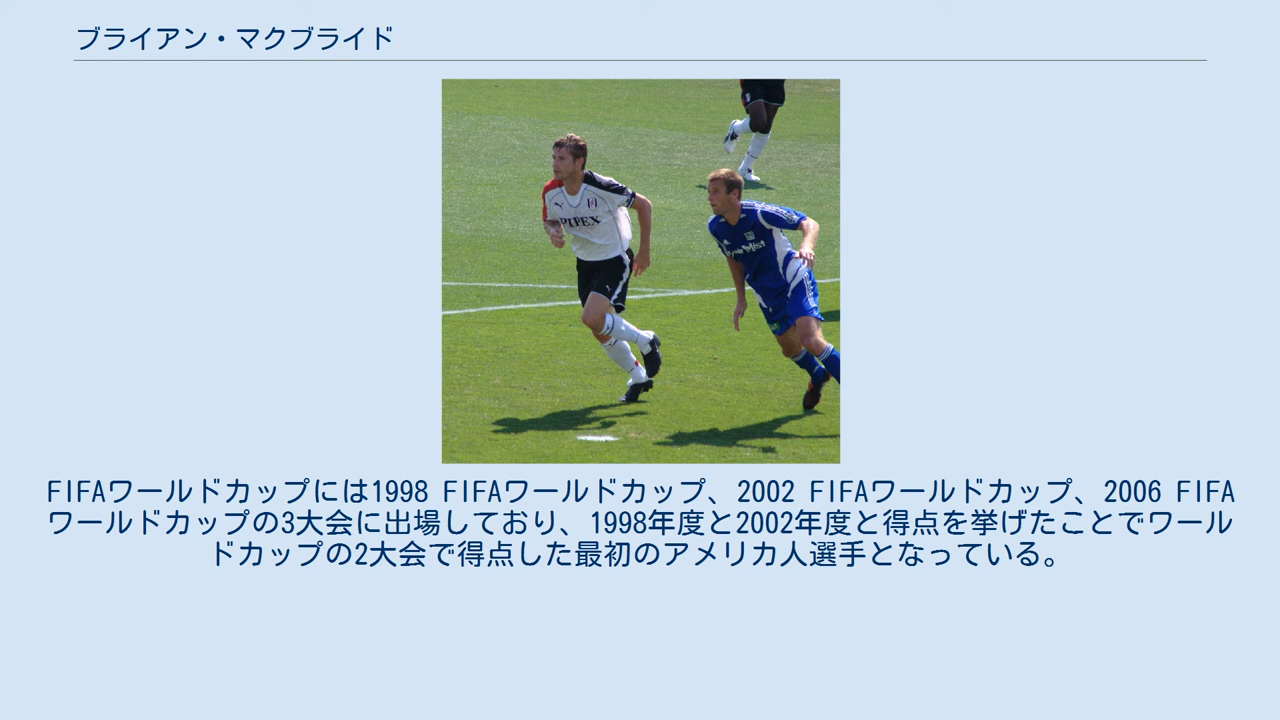 ブライアン・マクブライド
PIPEX
FIFAワールドカップには1998 FIFAワールドカップ、2002 FIFAワールドカップ、2006 FIFA
ワールドカップの3大会に出場しており、1998年度と2002年度と得点を挙げたことでワール
ドカップの2大会で得点した最初のアメリカ人選手となっている。